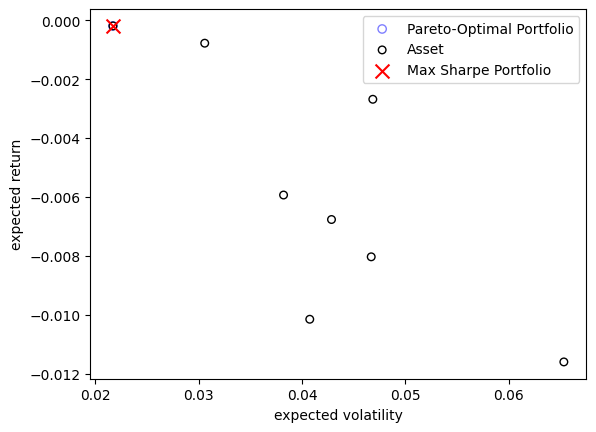 Pareto-Optimal Portfolio
Asset
Max Sharpe Portfolio
0.000
−0.002
−0.004
−0.006
−0.008
−0.010
−0.012
expected return
0.02
0.03
0.04
0.05
0.06
expected volatility